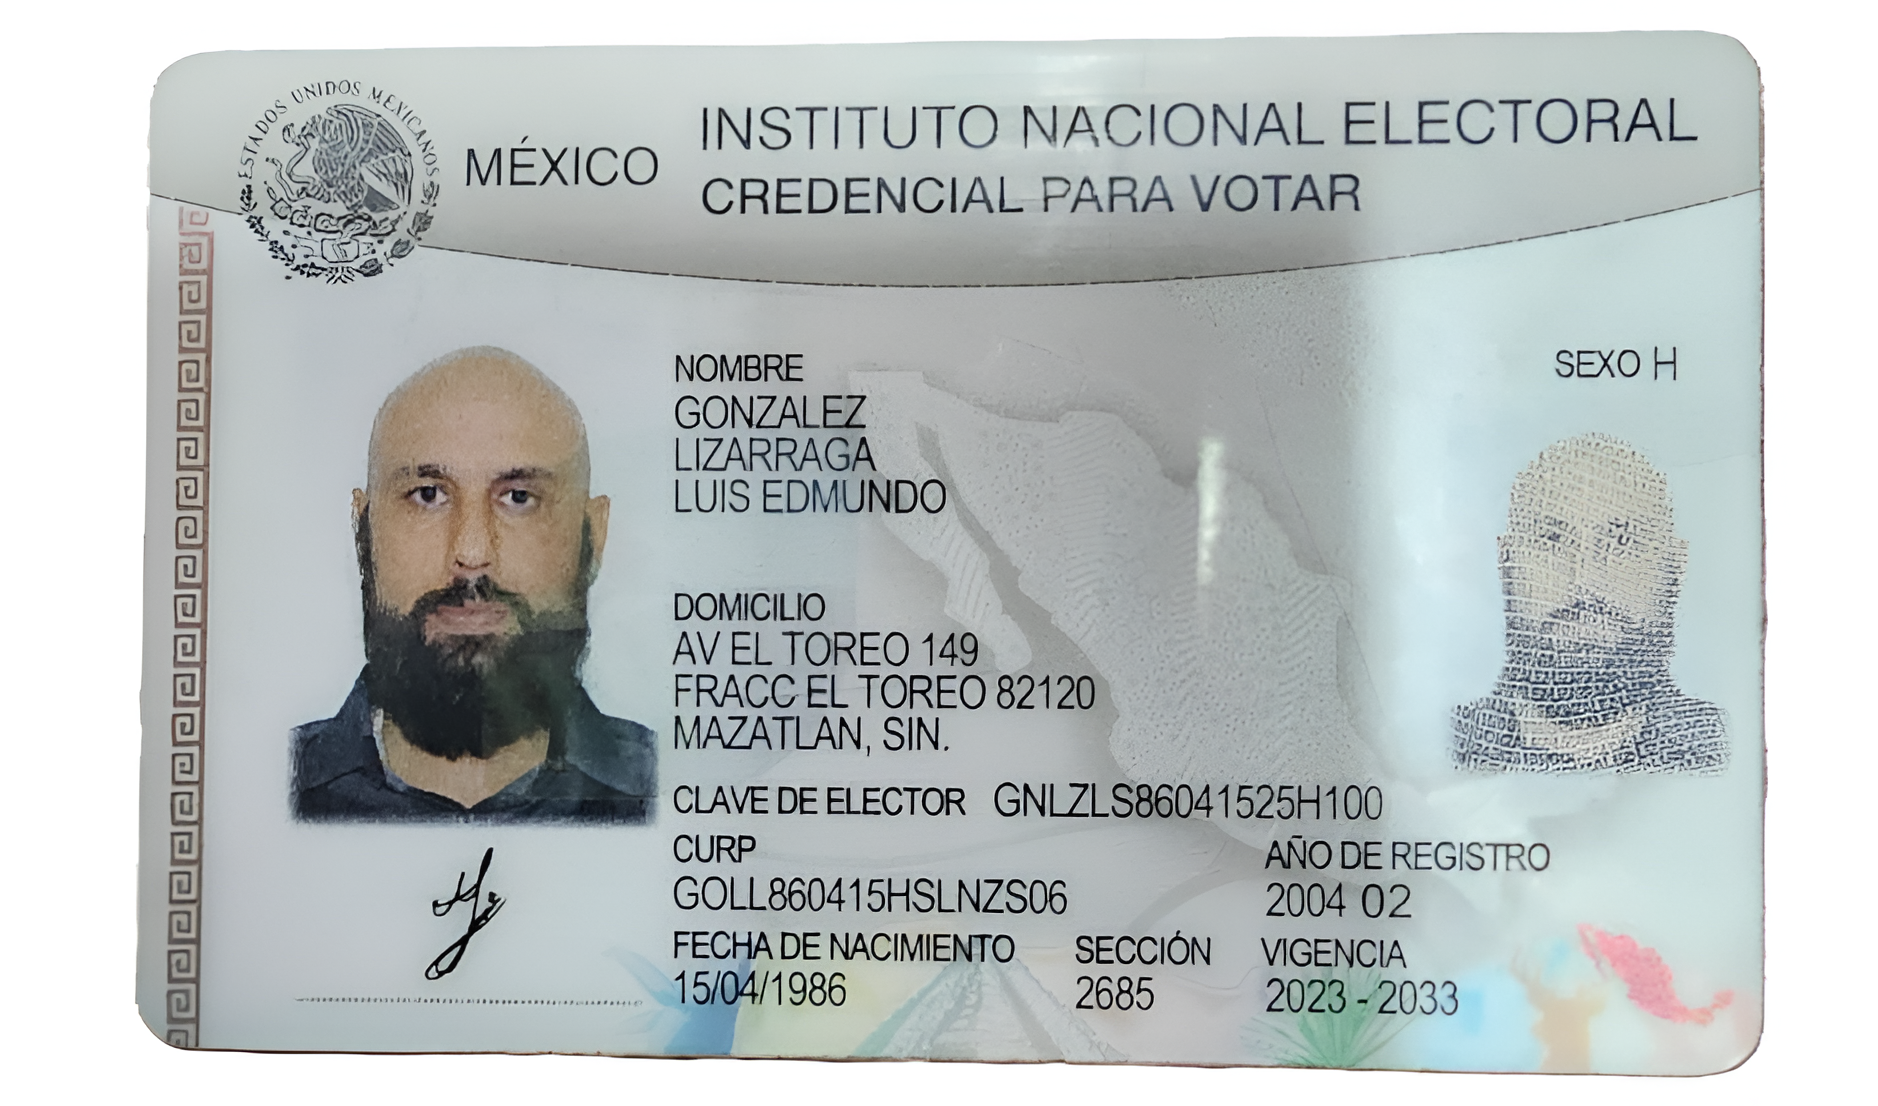 ESTADOS UNIDOS MEXICANOS
MÉXICO
INSTITUTO NACIONAL ELECTORAL
CREDENCIAL PARA VOTAR
NOMBRE
GONZALEZ
LIZARRAGA
LUIS EDMUNDO
SEXO H
DOMICILIO
AV EL TOREO 149
FRACC EL TOREO 82120
MAZATLAN, SIN.
CLAVE DE ELECTOR GNLZLS86041525H100
CURP
GOLL860415HSLNZS06
AÑO DE REGISTRO
2004 02
FECHA DE NACIMIENTO
15/04/1986
SECCIÓN
2685
VIGENCIA
2023 - 2033